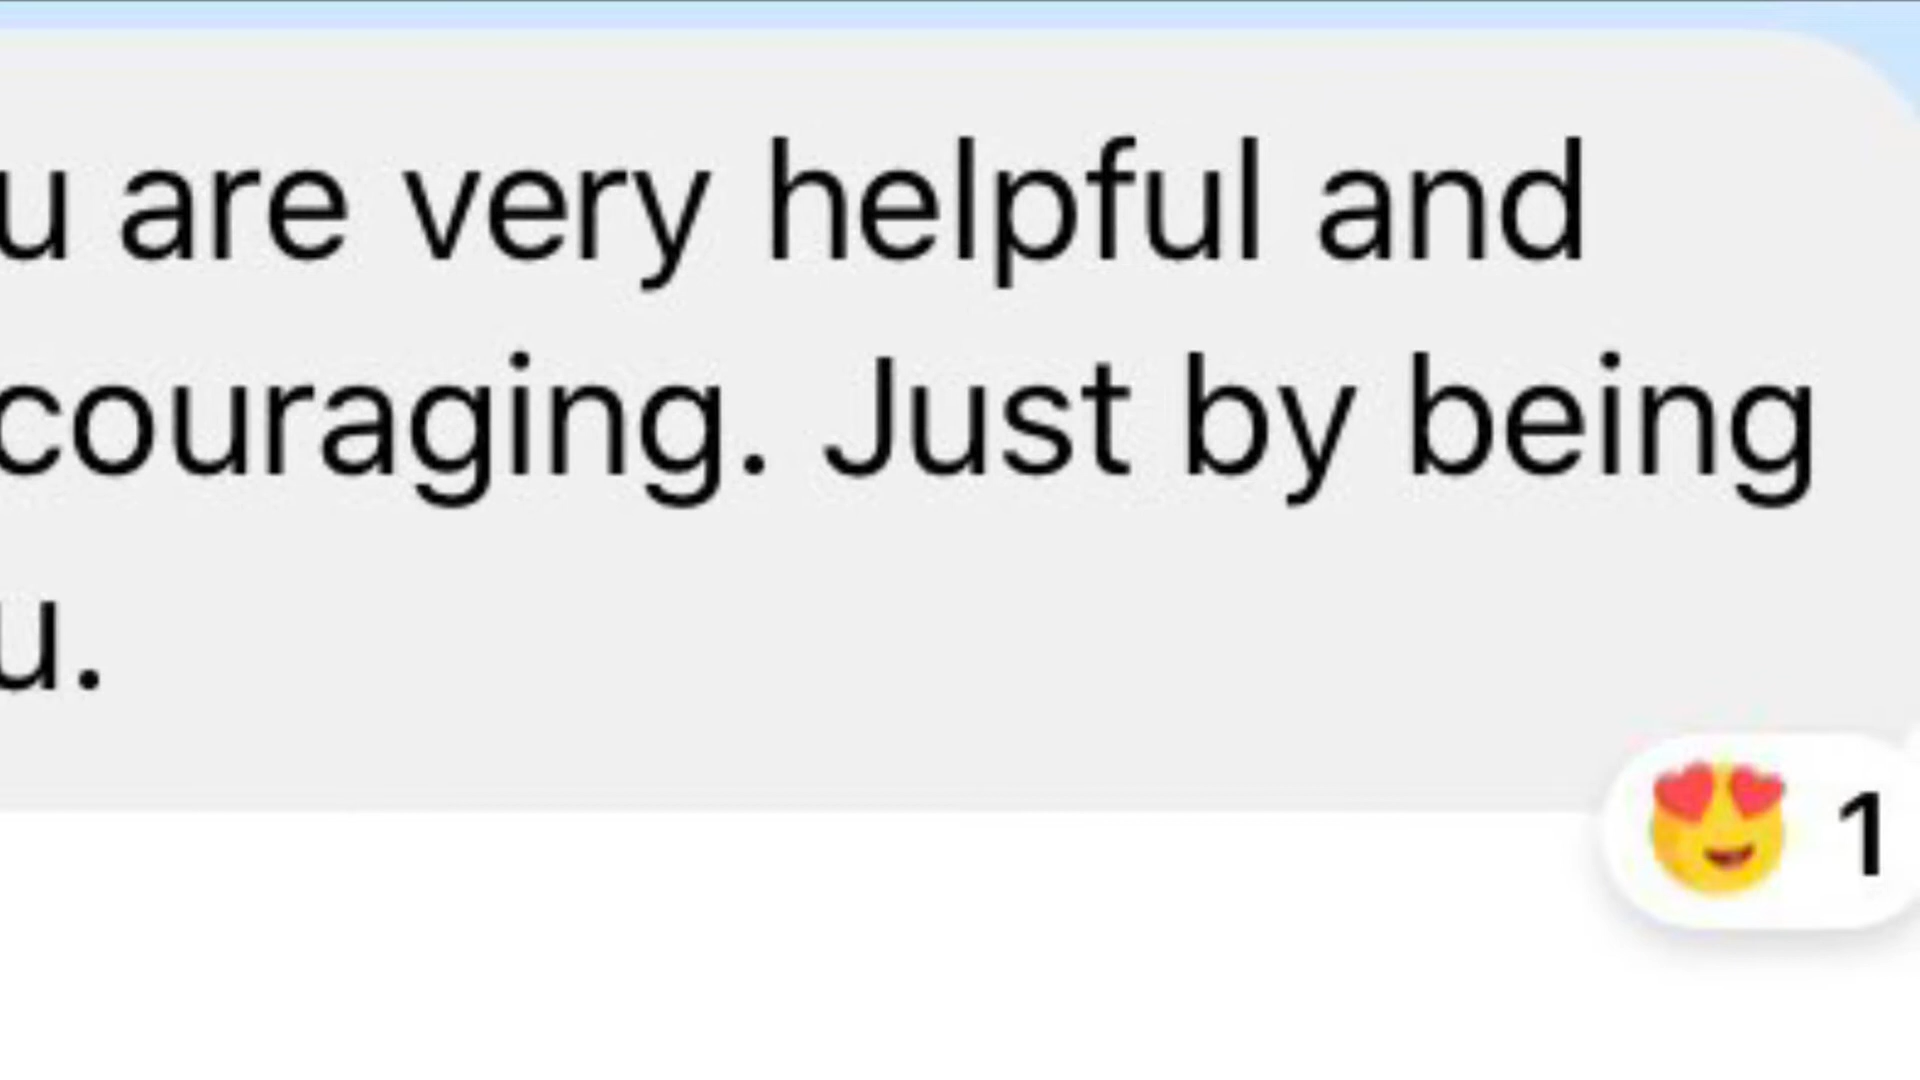 u are very helpful and
couraging. Just by being
u.
😍 1